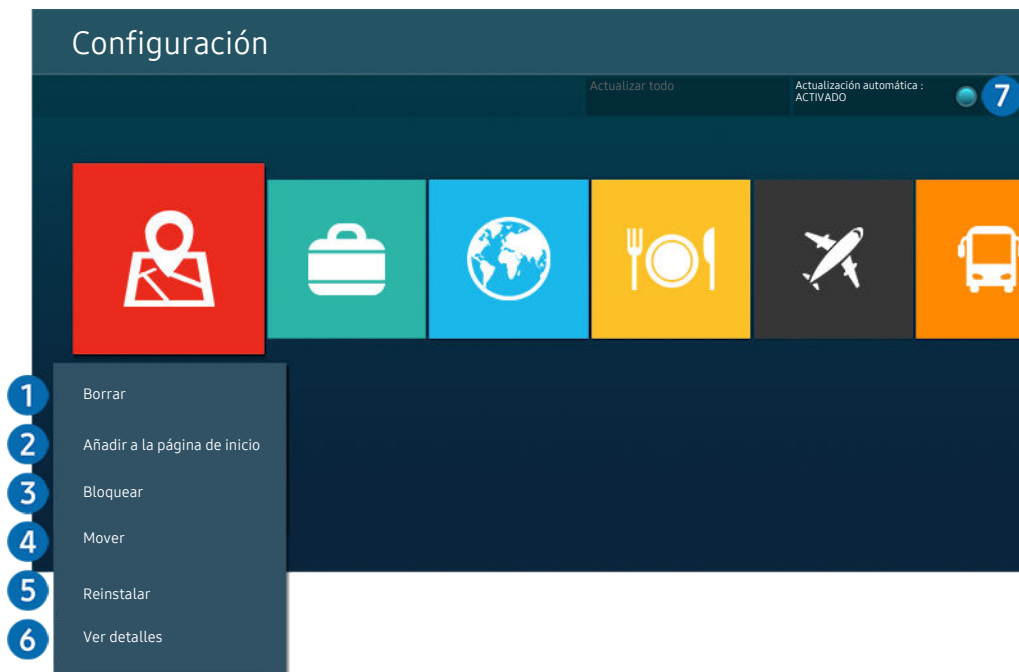 Configuración
Actualizar todo
Actualización automática :
ACTIVADO
7
1
Borrar
2
Añadir a la página de inicio
3
Bloquear
4
Mover
5
Reinstalar
6
Ver detalles